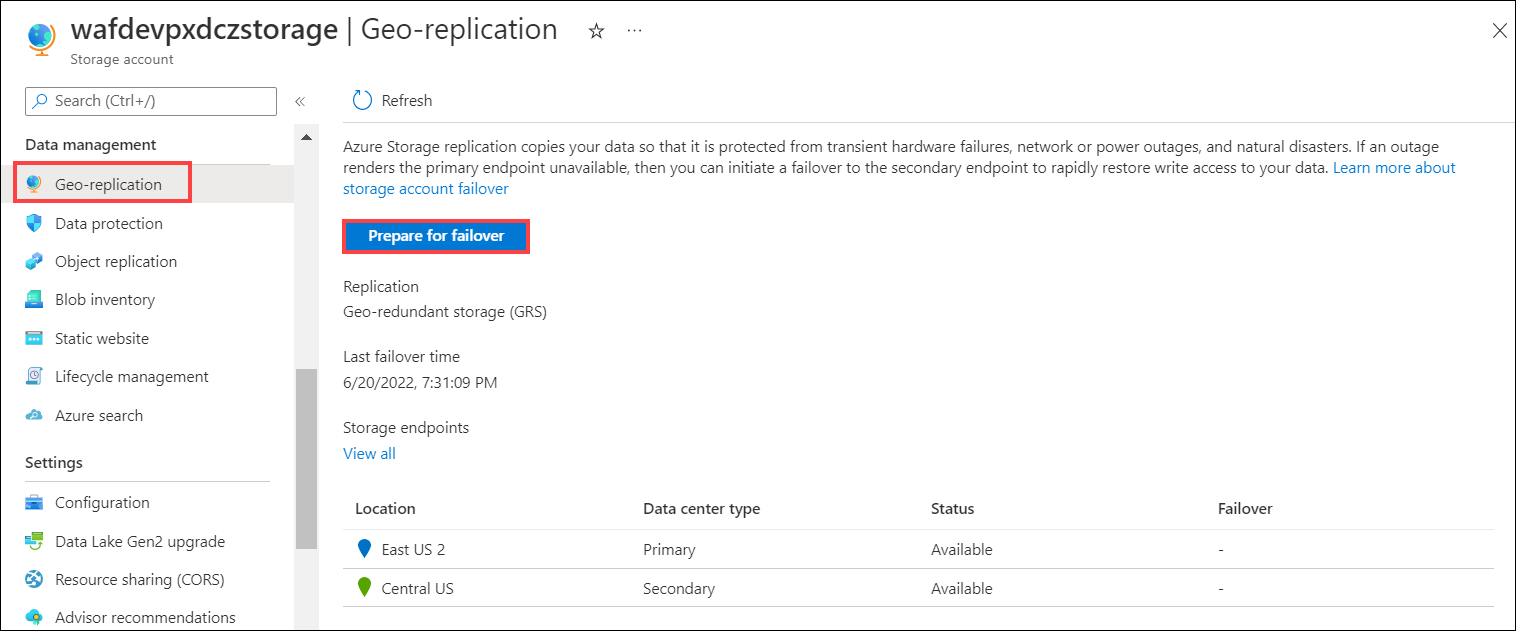 wafdevpxdczstorage | Geo-replication
Storage account
Search (Ctrl+/)
Data management
Geo-replication
Data protection
Object replication
Blob inventory
Static website
Lifecycle management
Azure search
Settings
Configuration
Data Lake Gen2 upgrade
Resource sharing (CORS)
Advisor recommendations
Refresh
Azure Storage replication copies your data so that it is protected from transient hardware failures, network or power outages, and natural disasters. If an outage
renders the primary endpoint unavailable, then you can initiate a failover to the secondary endpoint to rapidly restore write access to your data. Learn more about
storage account failover
Prepare for failover
Replication
Geo-redundant storage (GRS)
Last failover time
6/20/2022, 7:31:09 PM
Storage endpoints
View all
Location Data center type Status Failover
East US 2 Primary Available -
Central US Secondary Available -